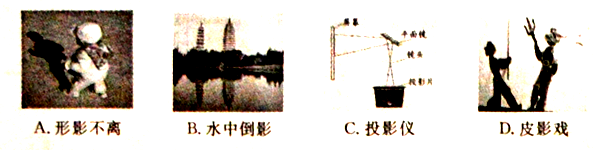 屏幕
平面镜
镜头
投影片
A. 形影不离
B. 水中倒影
C. 投影仪
D. 皮影戏